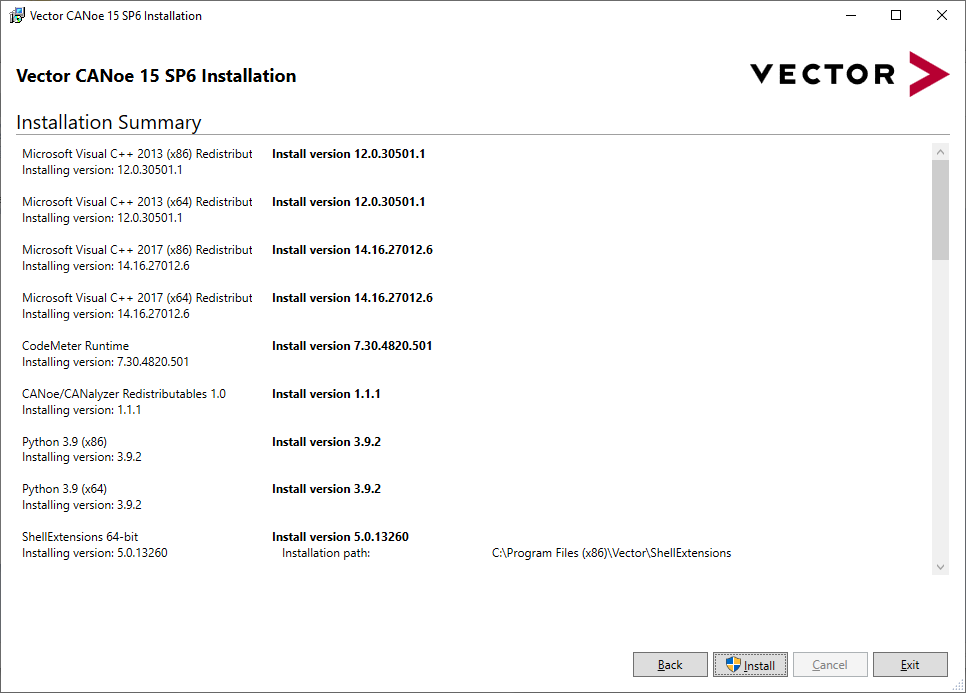 Vector CANoe 15 SP6 Installation
Vector CANoe 15 SP6 Installation
VECTOR
Installation Summary
Microsoft Visual C++ 2013 (x86) Redistribut Install version 12.0.30501.1
Installing version: 12.0.30501.1
Microsoft Visual C++ 2013 (x64) Redistribut Install version 12.0.30501.1
Installing version: 12.0.30501.1
Microsoft Visual C++ 2017 (x86) Redistribut Install version 14.16.27012.6
Installing version: 14.16.27012.6
Microsoft Visual C++ 2017 (x64) Redistribut Install version 14.16.27012.6
Installing version: 14.16.27012.6
CodeMeter Runtime Install version 7.30.4820.501
Installing version: 7.30.4820.501
CANoe/CANalyzer Redistributables 1.0 Install version 1.1.1
Installing version: 1.1.1
Python 3.9 (x86) Install version 3.9.2
Installing version: 3.9.2
Python 3.9 (x64) Install version 3.9.2
Installing version: 3.9.2
ShellExtensions 64-bit Install version 5.0.13260
Installing version: 5.0.13260 Installation path: C:\Program Files (x86)\Vector\ShellExtensions
Back Install Cancel Exit